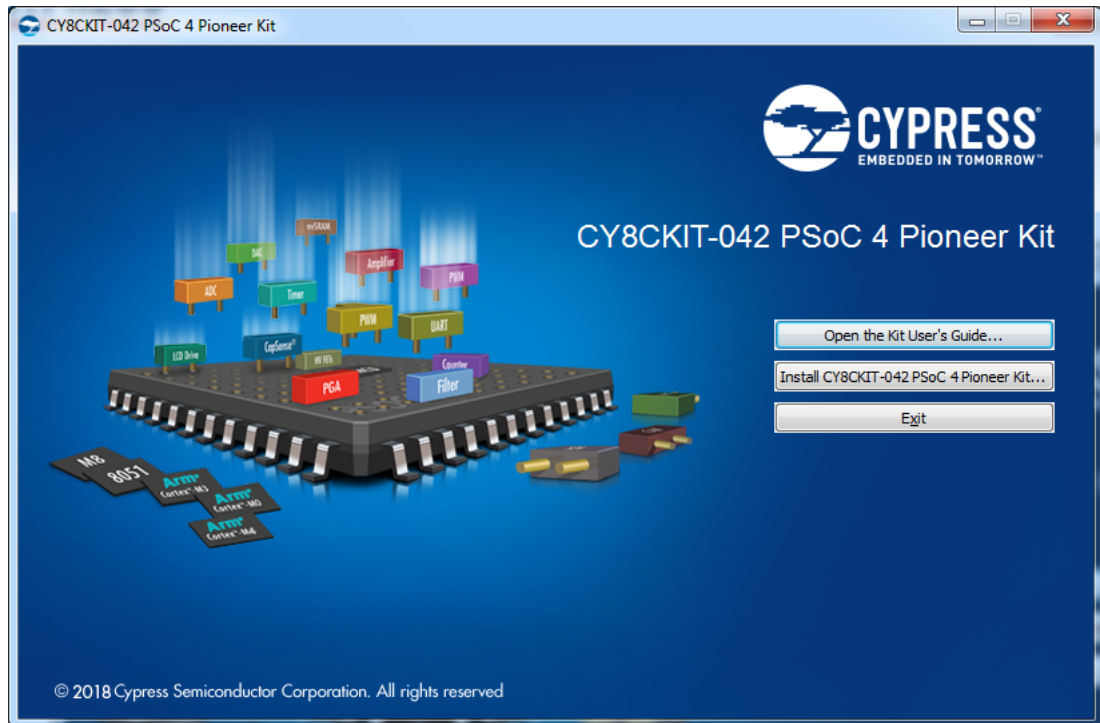 CY8CKIT-042 PSoC 4 Pioneer Kit
CYPRESS®
EMBEDDED IN TOMORROW™
CY8CKIT-042 PSoC 4 Pioneer Kit
nvSRAM
DAC
Amplifier
PWM
ADC
Timer
PWM
UART
LCD Drive
CapSense®
HV FETs
Counter
PGA
Filter
Open the Kit User's Guide...
Install CY8CKIT-042 PSoC 4 Pioneer Kit...
Exit
M8
8051
Arm®
Cortex®-M3
Arm®
Cortex®-M0
Arm®
Cortex®-M4
© 2018 Cypress Semiconductor Corporation. All rights reserved